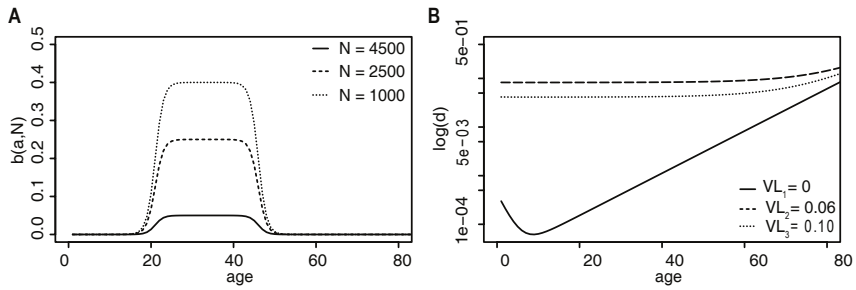 A
b(a,N)
0.5
0.4
0.3
0.2
0.1
0.0
N = 4500
N = 2500
N = 1000
0 20 40 60 80
age
B
log(d)
5e−01
5e−03
1e−04
VL1= 0
VL2= 0.06
VL3= 0.10
0 20 40 60 80
age